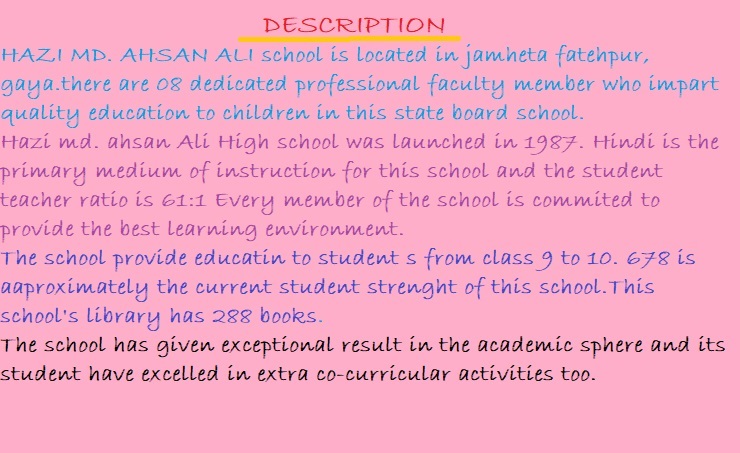 DESCRIPTION
HAZI MD. AHSAN ALI school is located in jamheta fatehpur,
gaya.there are 08 dedicated professional faculty member who impart
quality education to children in this state board school.
Hazi md. ahsan Ali High school was launched in 1987. Hindi is the
primary medium of instruction for this school and the student
teacher ratio is 61:1 Every member of the school is commited to
provide the best learning environment.
The school provide educatin to student s from class 9 to 10. 678 is
aaproximately the current student strenght of this school.This
school's library has 288 books.
The school has given exceptional result in the academic sphere and its
student have excelled in extra co-curricular activities too.